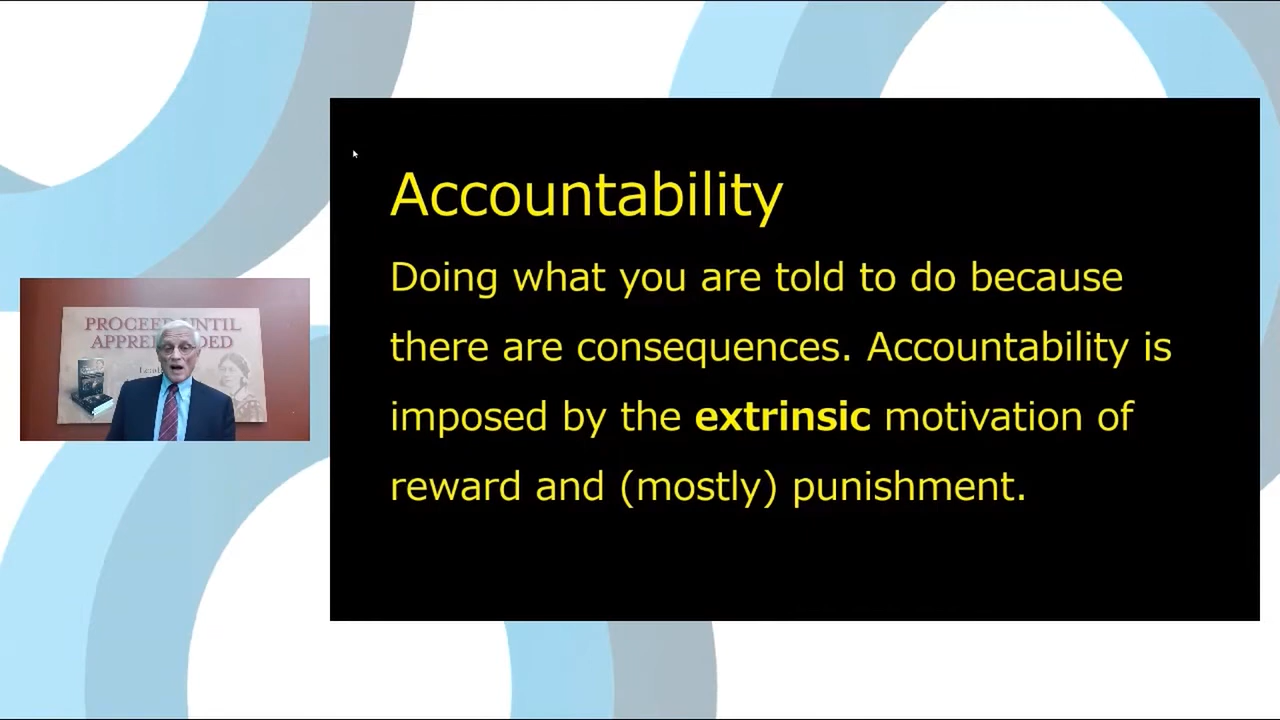 PROCEED UNTIL
Accountability
Doing what you are told to do because
there are consequences. Accountability is
imposed by the extrinsic motivation of
reward and (mostly) punishment.